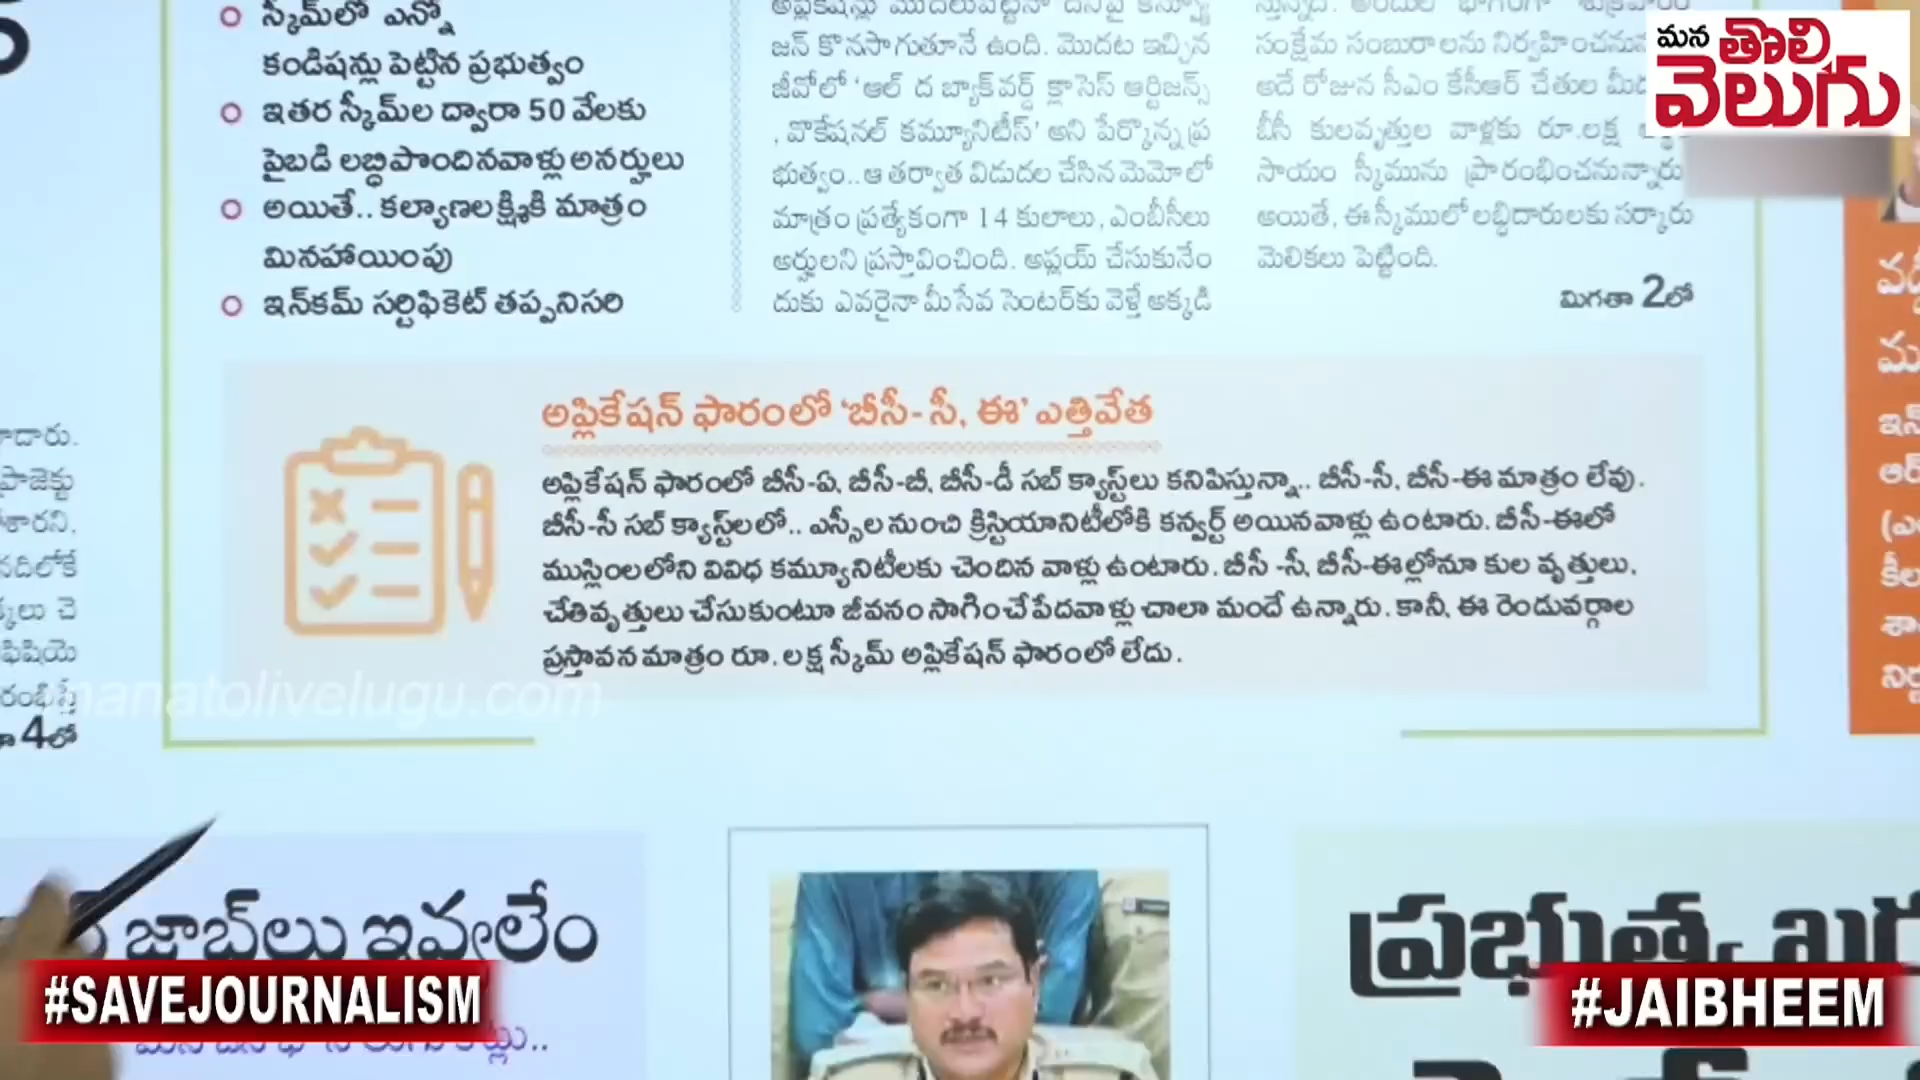 స్కీమ్‌లో ఎన్నో
కండిషన్లు పెట్టిన ప్రభుత్వం
ఇతర స్కీమ్‌ల ద్వారా 50 వేలకు
పైబడి లబ్ధిపొందినవాళ్లు అనర్హులు
అయితే.. కల్యాణలక్ష్మికి మాత్రం
మినహాయింపు
ఇన్‌కమ్ సర్టిఫికెట్ తప్పనిసరి
జన్ కొనసాగుతూనే ఉంది. మొదట ఇచ్చిన
జీవోలో ‘ఆల్ ద బ్యాక్‌వర్డ్ క్లాసెస్ ఆర్టిజన్స్
, వొకేషనల్ కమ్యూనిటీస్’ అని పేర్కొన్న ప్ర
భుత్వం.. ఆ తర్వాత విడుదల చేసిన మెమోలో
మాత్రం ప్రత్యేకంగా 14 కులాలు, ఎంబీసీలు
అర్హులని ప్రస్తావించింది. అప్లయ్ చేసుకునేం
దుకు ఎవరైనా మీసేవ సెంటర్‌కు వెళ్తే అక్కడి
సంక్షేమ సంబురాలను
అదే రోజున సీఎం కేసీఆర్ చేతుల
బీసీ కులవృత్తుల వాళ్లకు రూ.లక్ష
సాయం స్కీమును ప్రారంభించనున్నారు.
అయితే, ఈ స్కీములో లబ్ధిదారులకు సర్కారు
మెలికలు పెట్టింది.
మిగతా 2లో
మన
తొలి
వెలుగు
అప్లికేషన్ ఫారంలో ‘బీసీ- సీ, ఈ’ ఎత్తివేత
అప్లికేషన్ ఫారంలో బీసీ-ఏ, బీసీ-బీ, బీసీ-డీ సబ్ క్యాస్ట్‌లు కనిపిస్తున్నా.. బీసీ-సీ, బీసీ-ఈ మాత్రం లేవు.
బీసీ-సీ సబ్ క్యాస్ట్‌లలో.. ఎస్సీల నుంచి క్రిస్టియానిటీలోకి కన్వర్ట్ అయినవాళ్లు ఉంటారు. బీసీ-ఈలో
ముస్లింలలోని వివిధ కమ్యూనిటీలకు చెందిన వాళ్లు ఉంటారు. బీసీ -సీ, బీసీ-ఈల్లోనూ కుల వృత్తులు,
చేతివృత్తులు చేసుకుంటూ జీవనం సాగించే పేదవాళ్లు చాలా మందే ఉన్నారు. కానీ, ఈ రెండు వర్గాల
ప్రస్తావన మాత్రం రూ. లక్ష స్కీమ్ అప్లికేషన్ ఫారంలో లేదు.
manatolivelugu.com
4లో
జాబ్‌లు ఇవ్వలేం
ప్రభుత్వ
#SAVEJOURNALISM
#JAIBHEEM